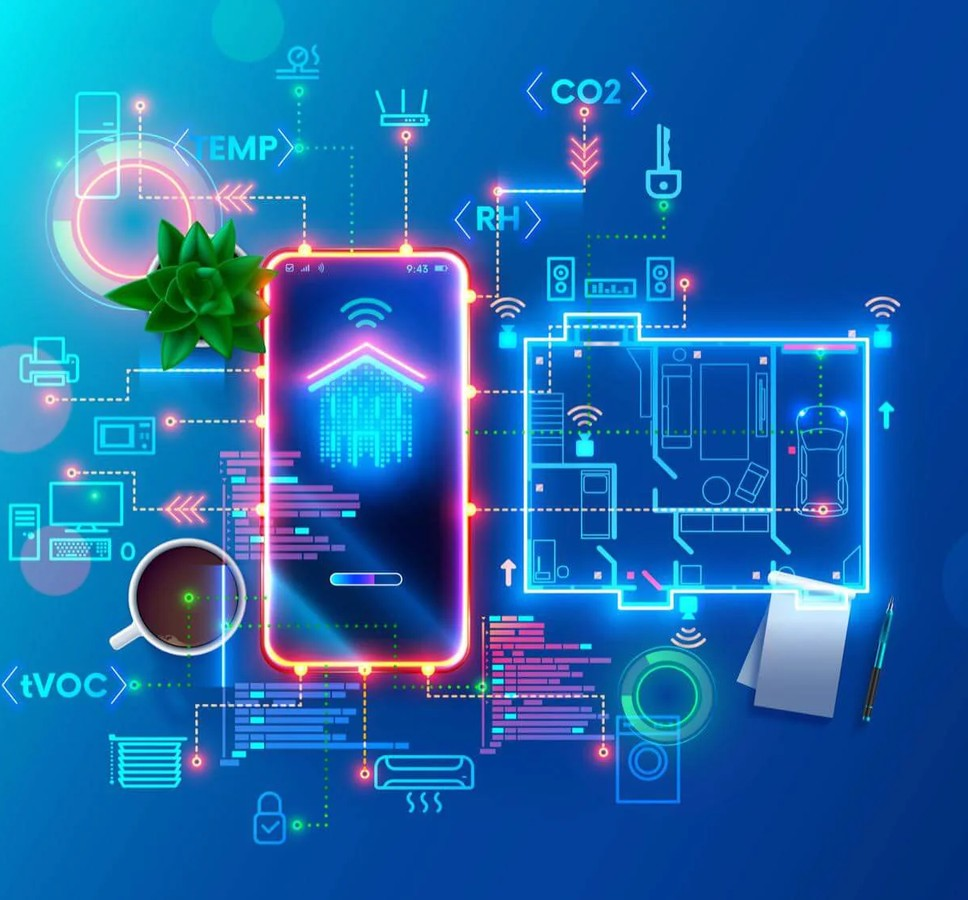 <CO2>
<TEMP>
<RH>
9:43
<tVOC>